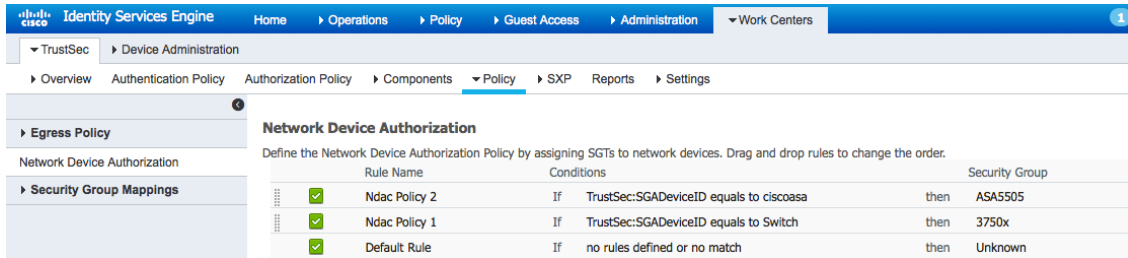 cisco Identity Services Engine Home Operations Policy Guest Access Administration Work Centers 1
TrustSec Device Administration
Overview Authentication Policy Authorization Policy Components Policy SXP Reports Settings
Egress Policy
Network Device Authorization
Security Group Mappings
Network Device Authorization
Define the Network Device Authorization Policy by assigning SGTs to network devices. Drag and drop rules to change the order.
Rule Name Conditions Security Group
Ndac Policy 2 If TrustSec:SGADeviceID equals to ciscoasa then ASA5505
Ndac Policy 1 If TrustSec:SGADeviceID equals to Switch then 3750x
Default Rule If no rules defined or no match then Unknown